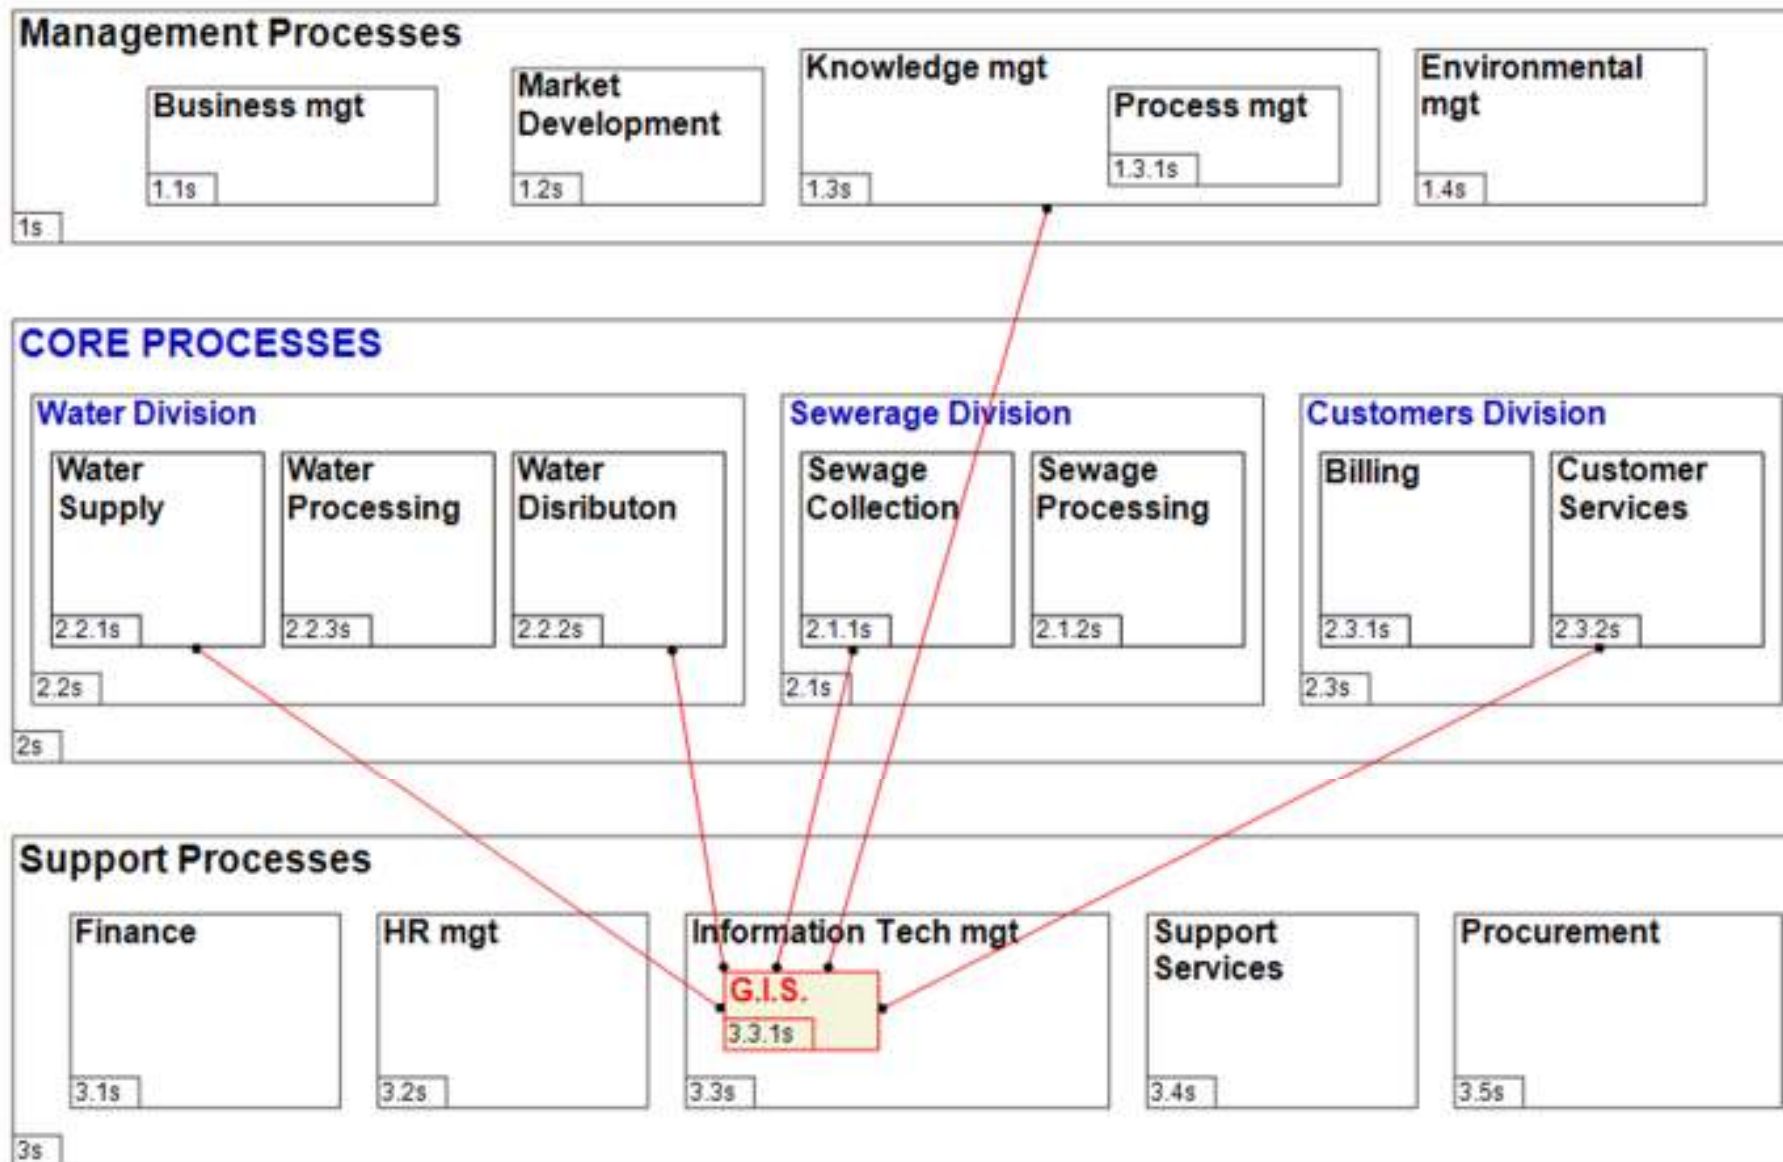 Management Processes
Business mgt
1.1s
Market
Development
1.2s
Knowledge mgt
1.3s
Process mgt
1.3.1s
Environmental
mgt
1.4s
1s
CORE PROCESSES
Water Division
Water
Supply
2.2.1s
Water
Processing
2.2.3s
Water
Disributon
2.2.2s
2.2s
Sewerage Division
Sewage
Collection
2.1.1s
Sewage
Processing
2.1.2s
2.1s
Customers Division
Billing
2.3.1s
Customer
Services
2.3.2s
2.3s
2s
Support Processes
Finance
3.1s
HR mgt
3.2s
Information Tech mgt
G.I.S.
3.3.1s
3.3s
Support
Services
3.4s
Procurement
3.5s
3s